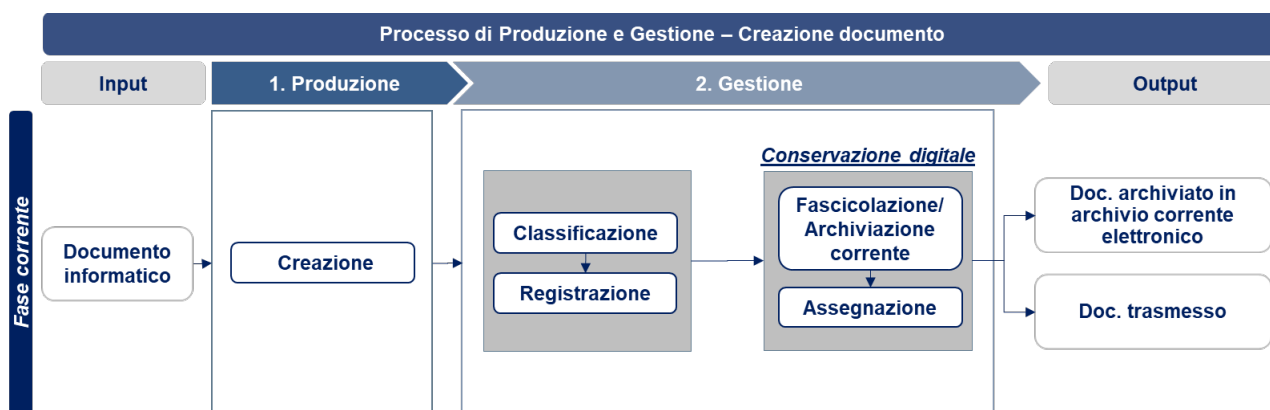 Processo di Produzione e Gestione – Creazione documento
Input
1. Produzione
2. Gestione
Output
Fase corrente
Documento
informatico
Creazione
Classificazione
Registrazione
Conservazione digitale
Fascicolazione/
Archiviazione
corrente
Assegnazione
Doc. archiviato in
archivio corrente
elettronico
Doc. trasmesso